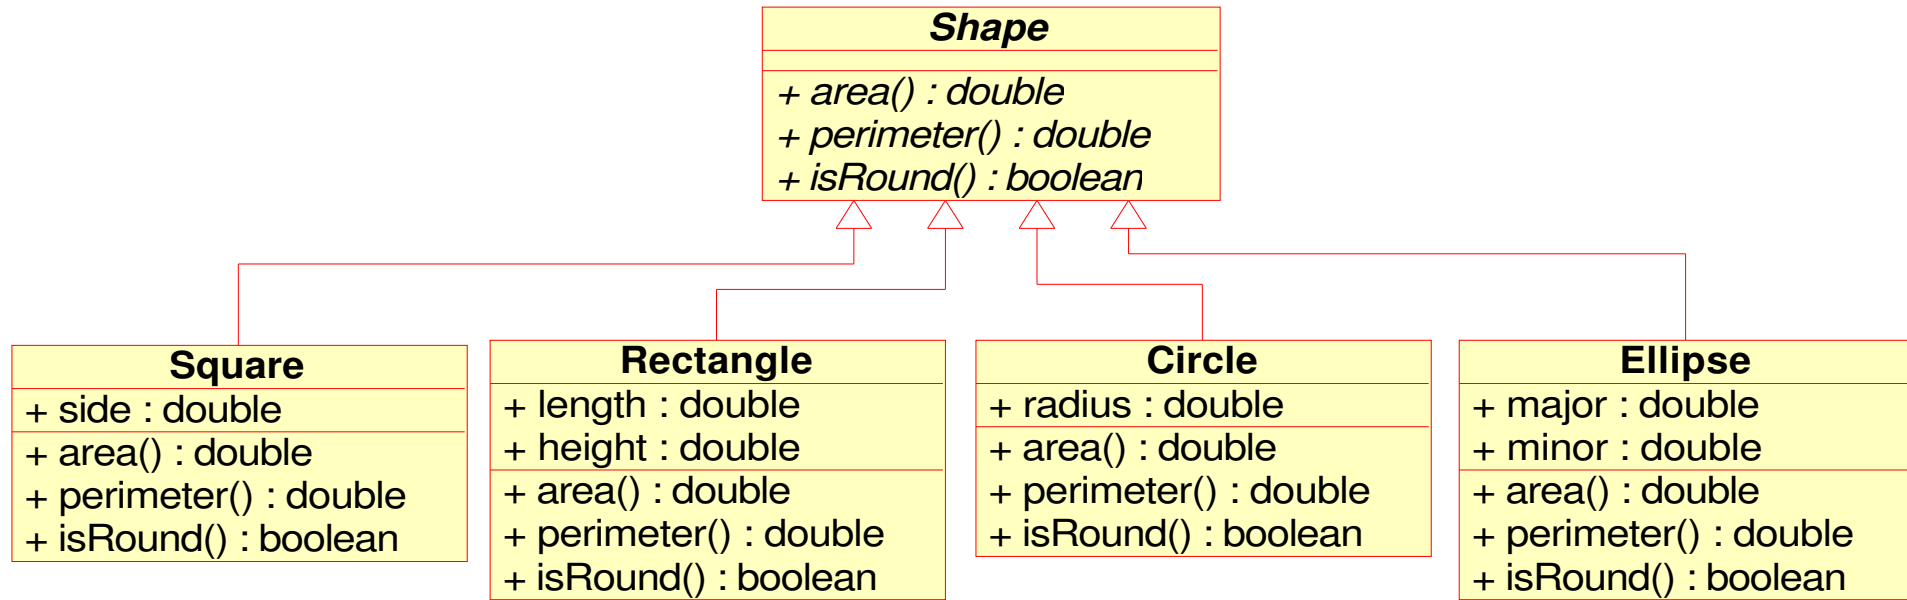 Shape
+ area() : double
+ perimeter() : double
+ isRound() : boolean
Square
+ side : double
+ area() : double
+ perimeter() : double
+ isRound() : boolean
Rectangle
+ length : double
+ height : double
+ area() : double
+ perimeter() : double
+ isRound() : boolean
Circle
+ radius : double
+ area() : double
+ perimeter() : double
+ isRound() : boolean
Ellipse
+ major : double
+ minor : double
+ area() : double
+ perimeter() : double
+ isRound() : boolean